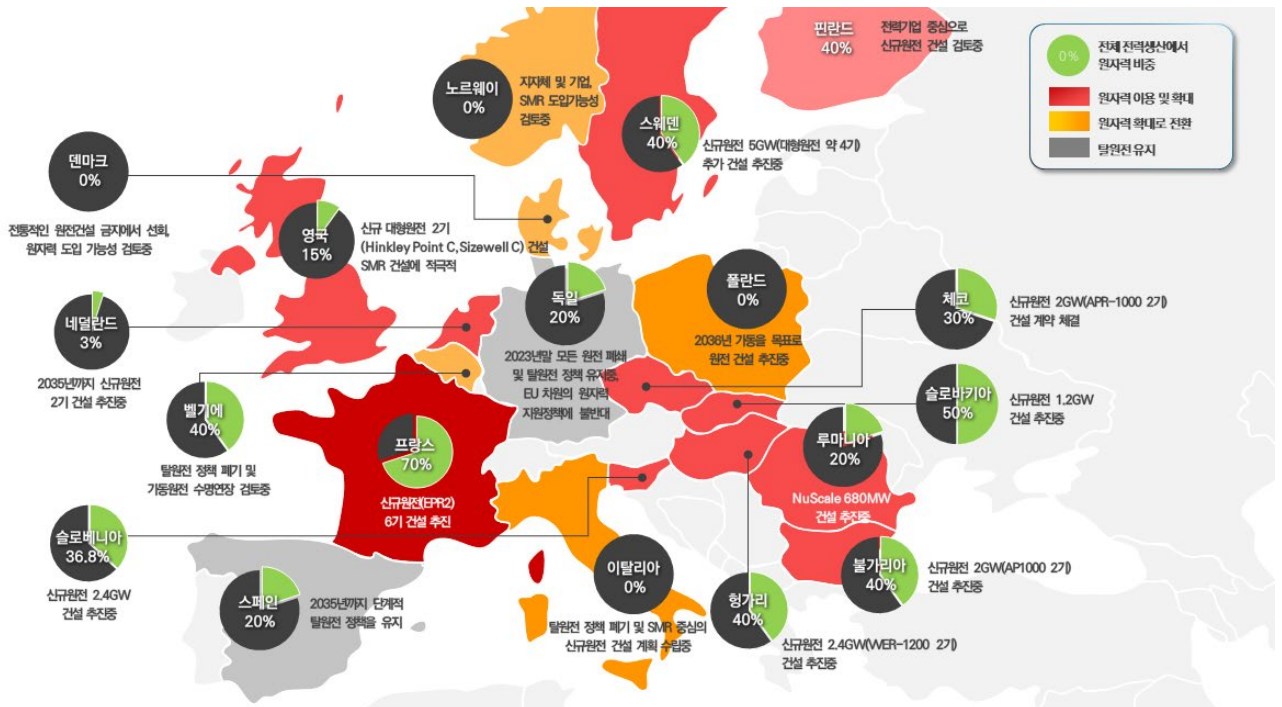 핀란드
40%
전력기업 중심으로
신규원전 건설 검토중
0%
전체 전력생산에서
원자력 비중
원자력 이용 및 확대
원자력 확대로 전환
탈원전 유지
노르웨이
0%
지자체 및 기업,
SMR 도입가능성
검토중
스웨덴
40%
신규원전 5GW(대형원전 약 4기)
추가 건설 추진중
덴마크
0%
전통적인 원전건설 금지에서 선회,
원자력 도입 가능성 검토중
영국
15%
신규 대형원전 2기
(Hinkley Point C,Sizewell C) 건설
SMR 건설에 적극적
독일
20%
2023년말 모든 원전 폐쇄
및 탈원전 정책 유지중,
EU 차원의 원자력
지원정책에 불반대
폴란드
0%
2036년 가동을 목표로
원전 건설 추진중
체코
30%
신규원전 2GW(APR-1000 2기)
건설 계약 체결
네덜란드
3%
2035년까지 신규원전
2기 건설 추진중
벨기에
40%
탈원전 정책 폐기 및
가동원전 수명연장 검토중
프랑스
70%
신규원전(EPR2)
6기 건설 추진
슬로바키아
50%
신규원전 1.2GW
건설 추진중
루마니아
20%
NuScale 680MW
건설 추진중
슬로베니아
36.8%
신규원전 2.4GW
건설 추진중
스페인
20%
2035년까지 단계적
탈원전 정책을 유지
이탈리아
0%
탈원전 정책 폐기 및 SMR 중심의
신규원전 건설 계획 수립중
헝가리
40%
신규원전 2.4GW(WER-1200 2기)
건설 추진중
불가리아
40%
신규원전 2GW(AP1000 2기)
건설 추진중